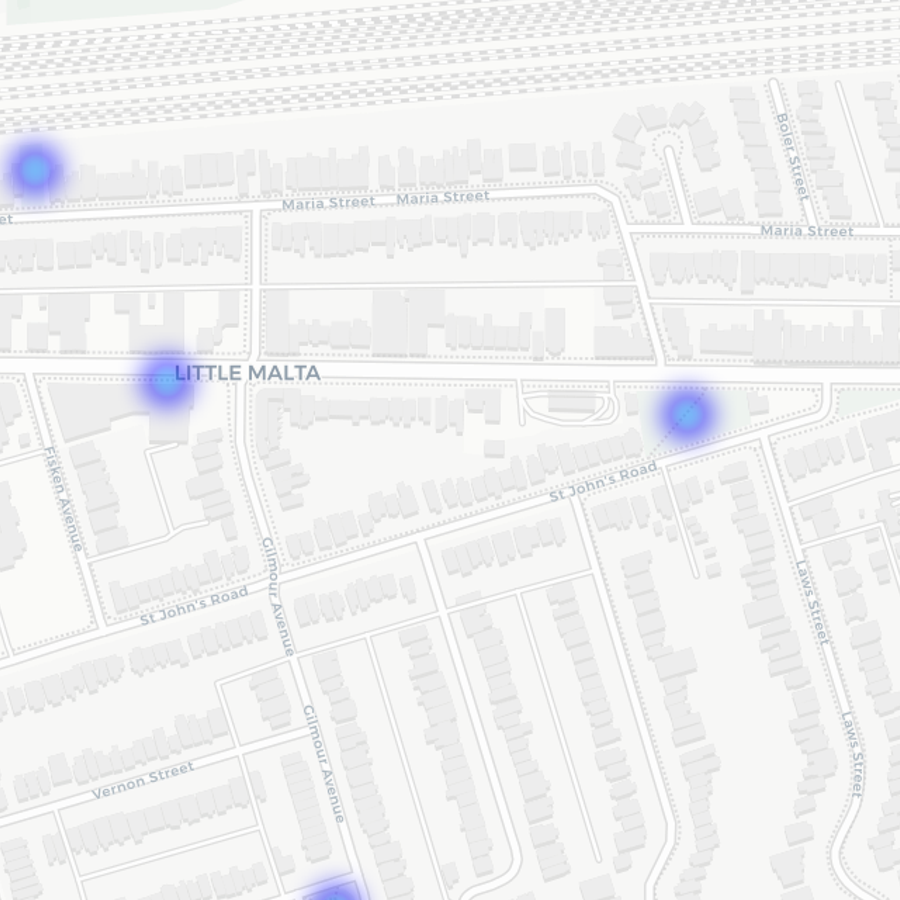 Boler Street
Maria Street
Maria Street
et
Maria Street
LITTLE MALTA
Fisken Avenue
St John's Road
Gilmour Avenue
St John's Road
Laws Street
Gilmour Avenue
Laws Street
Vernon Street